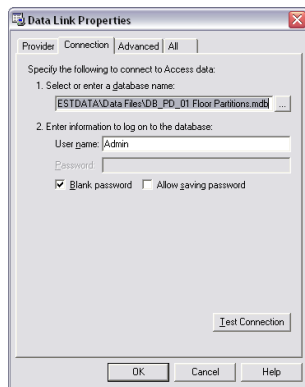 Data Link Properties
Provider Connection Advanced All
Specify the following to connect to Access data:
1. Select or enter a database name:
ESTDATA\Data Files\DB_PD_01 Floor Partitions.mdb ...
2. Enter information to log on to the database:
User name: Admin
Password:
Blank password Allow saving password
Test Connection
OK Cancel Help